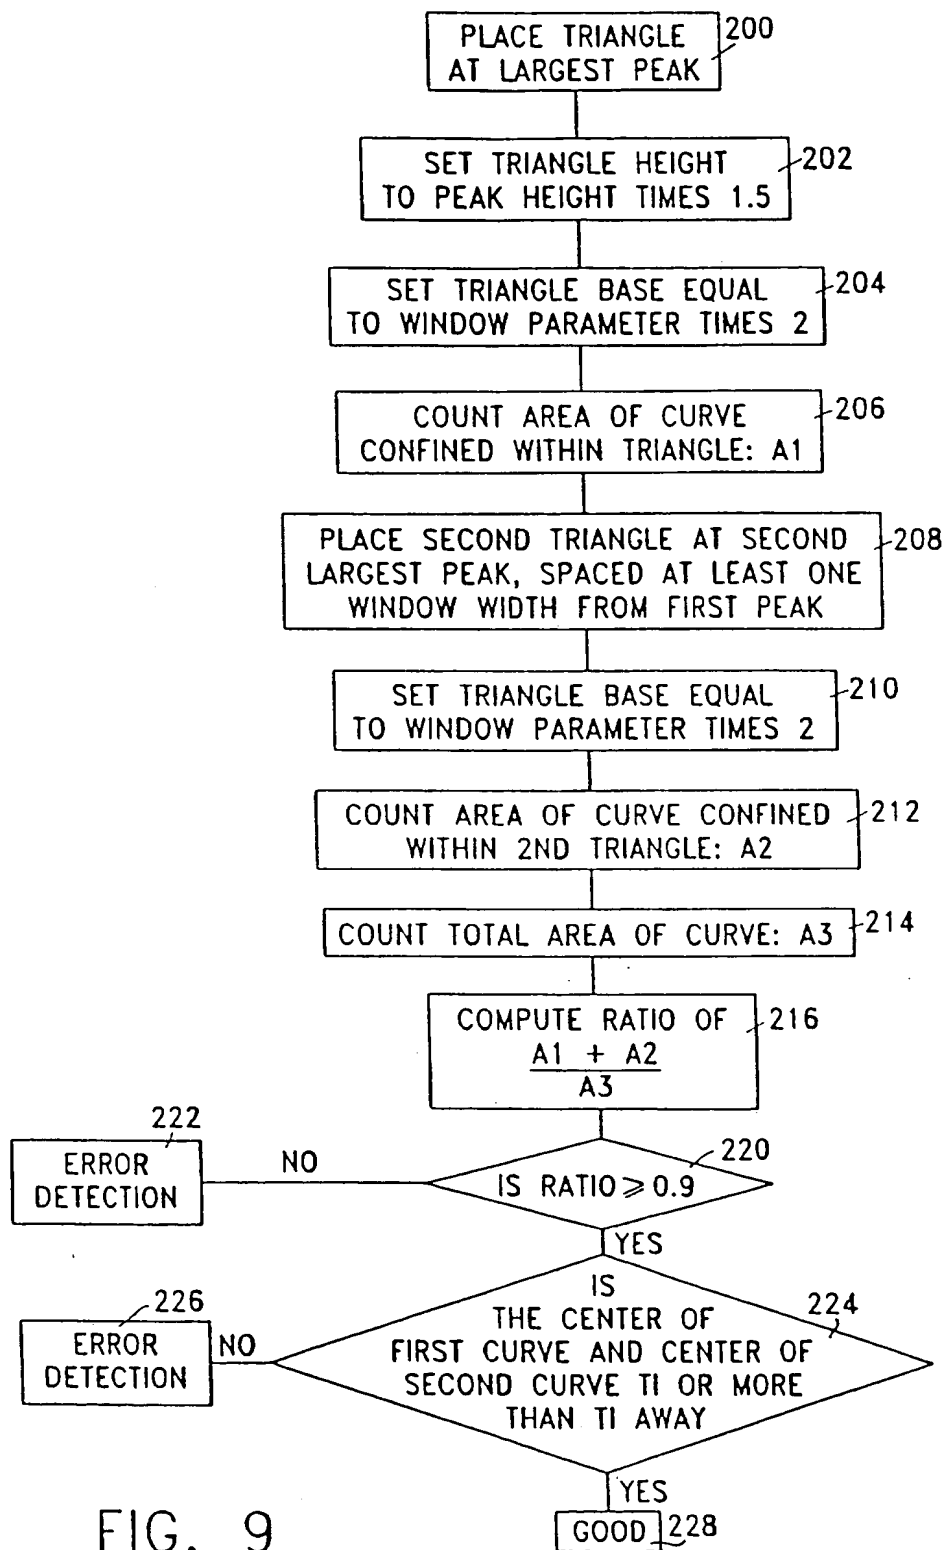 PLACE TRIANGLE
AT LARGEST PEAK
200
SET TRIANGLE HEIGHT
TO PEAK HEIGHT TIMES 1.5
202
SET TRIANGLE BASE EQUAL
TO WINDOW PARAMETER TIMES 2
204
COUNT AREA OF CURVE
CONFINED WITHIN TRIANGLE: A1
206
PLACE SECOND TRIANGLE AT SECOND
LARGEST PEAK, SPACED AT LEAST ONE
WINDOW WIDTH FROM FIRST PEAK
208
SET TRIANGLE BASE EQUAL
TO WINDOW PARAMETER TIMES 2
210
COUNT AREA OF CURVE CONFINED
WITHIN 2ND TRIANGLE: A2
212
COUNT TOTAL AREA OF CURVE: A3
214
COMPUTE RATIO OF
A1 + A2
A3
216
222
ERROR
DETECTION
NO
IS RATIO ⩾ 0.9
220
YES
226
ERROR
DETECTION
NO
IS
THE CENTER OF
FIRST CURVE AND CENTER OF
SECOND CURVE TI OR MORE
THAN TI AWAY
224
YES
GOOD
228
FIG. 9